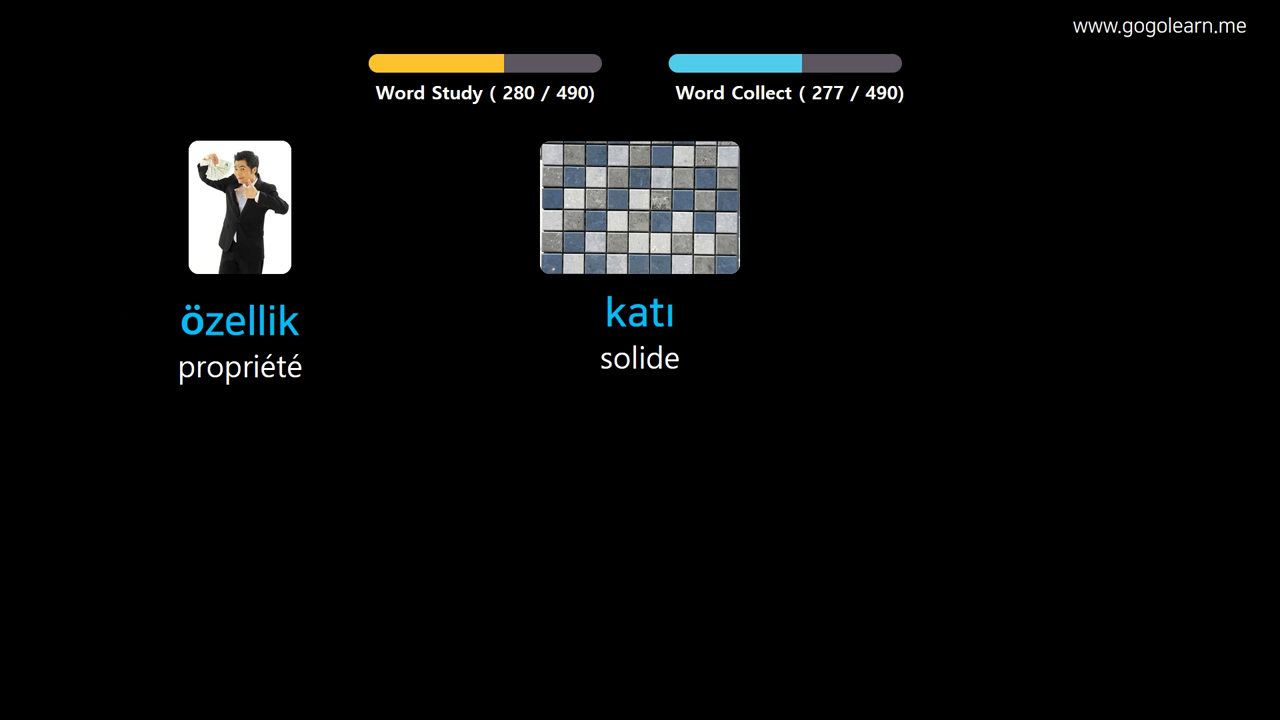 www.gogolearn.me
Word Study ( 280 / 490)
Word Collect ( 277 / 490)
özellik
propriété
katı
solide